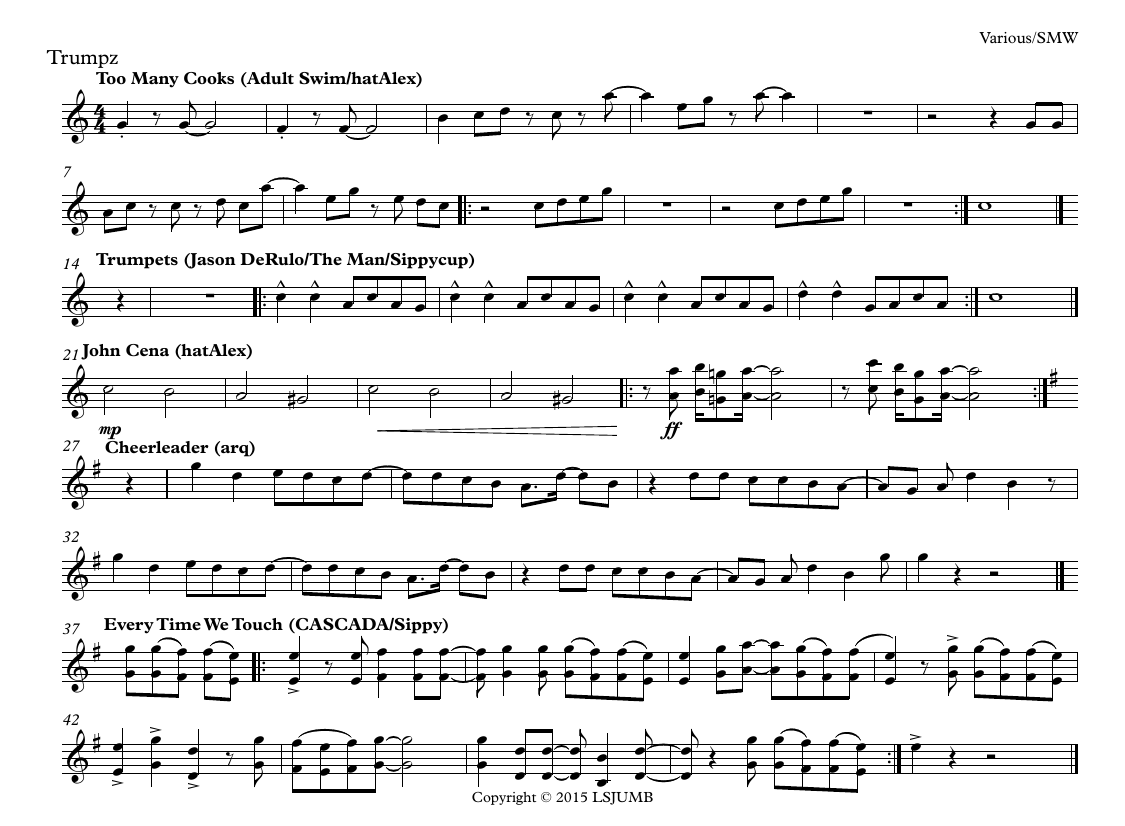 Various/SMW
Trumpz
Too Many Cooks (Adult Swim/hatAlex)
7
14 Trumpets (Jason DeRulo/The Man/Sippycup)
21 John Cena (hatAlex)
mp ff
27 Cheerleader (arq)
32
37 Every Time We Touch (CASCADA/Sippy)
42
Copyright © 2015 LSJUMB